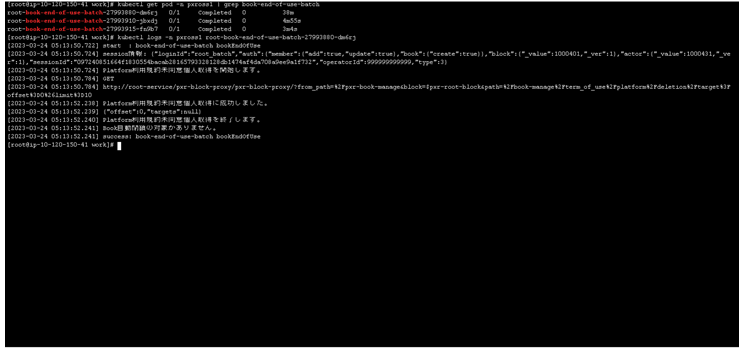 [root@ip-10-120-150-41 work]# kubectl get pod -n pxross1 | grep book-end-of-use-batch
root-book-end-of-use-batch-27993880-dm6rj 0/1 Completed 0 38m
root-book-end-of-use-batch-27993910-jbxdj 0/1 Completed 0 4m55s
root-book-end-of-use-batch-27993915-fn9b7 0/1 Completed 0 3m4s
[root@ip-10-120-150-41 work]# kubectl logs -n pxross1 root-book-end-of-use-batch-27993880-dm6rj
[2023-03-24 05:13:50.722] start : book-end-of-use-batch bookEndOfUse
[2023-03-24 05:13:50.724] session情報: {"loginId":"root_batch","auth":{"member":{"add":true,"update":true},"book":{"create":true}},"block":{"_value":1000401,"_ver":1},"actor":{"_value":1000431,"_ve
r":1},"sessionId":"097240851664f1830554bacab28165793328128db1474af4da708a9ee9a1f732","operatorId":999999999999,"type":3}
[2023-03-24 05:13:50.724] Platform利用規約未同意個人取得を開始します。
[2023-03-24 05:13:50.784] GET
[2023-03-24 05:13:50.784] http://root-service/pxr-block-proxy/pxr-block-proxy/?from_path=%2Fpxr-book-manage&block=8pxr-root-block&path=%2Fbook-manage%2Fterm_of_use%2Fplatform%2Fdeletion%2Ftarget%3F
offset%3D0%26limit%3D10
[2023-03-24 05:13:52.238] Platform利用規約未同意個人取得に成功しました。
[2023-03-24 05:13:52.239] {"offset":0,"targets":null}
[2023-03-24 05:13:52.240] Platform利用規約未同意個人取得を終了します。
[2023-03-24 05:13:52.241] Book自動閉鎖の対象がありません。
[2023-03-24 05:13:52.241] success: book-end-of-use-batch bookEndOfUse
[root@ip-10-120-150-41 work]#